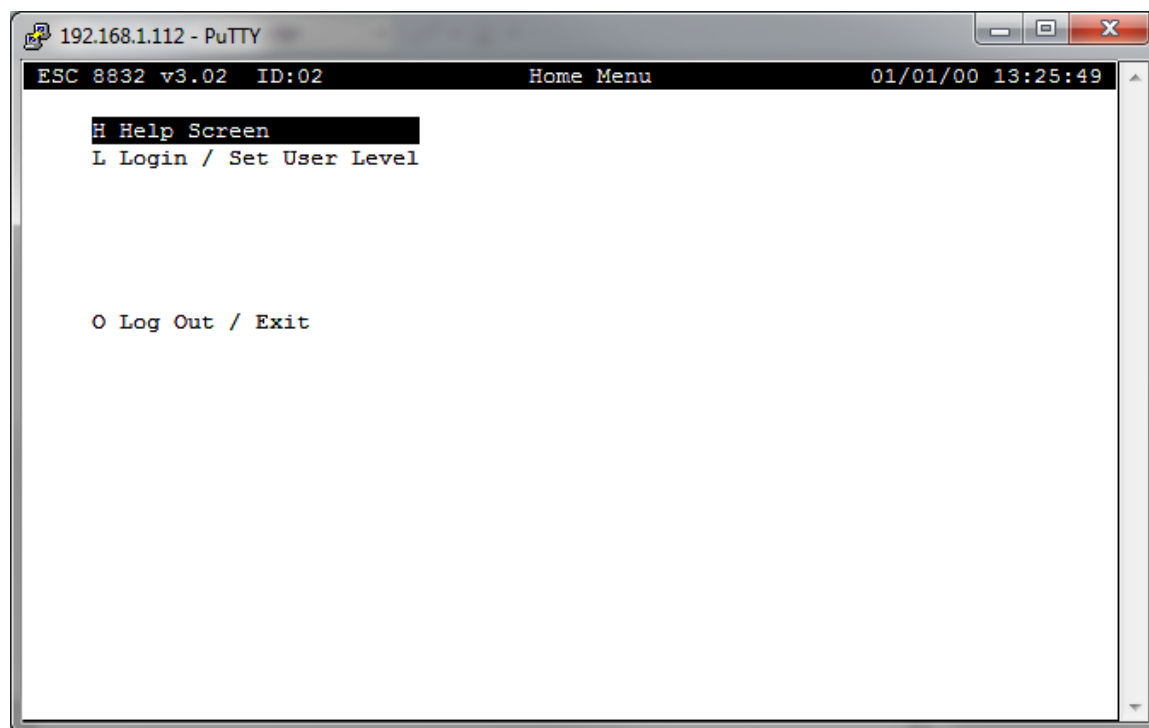 192.168.1.112 - PuTTY
ESC 8832 v3.02 ID:02 Home Menu 01/01/00 13:25:49
H Help Screen
L Login / Set User Level
O Log Out / Exit